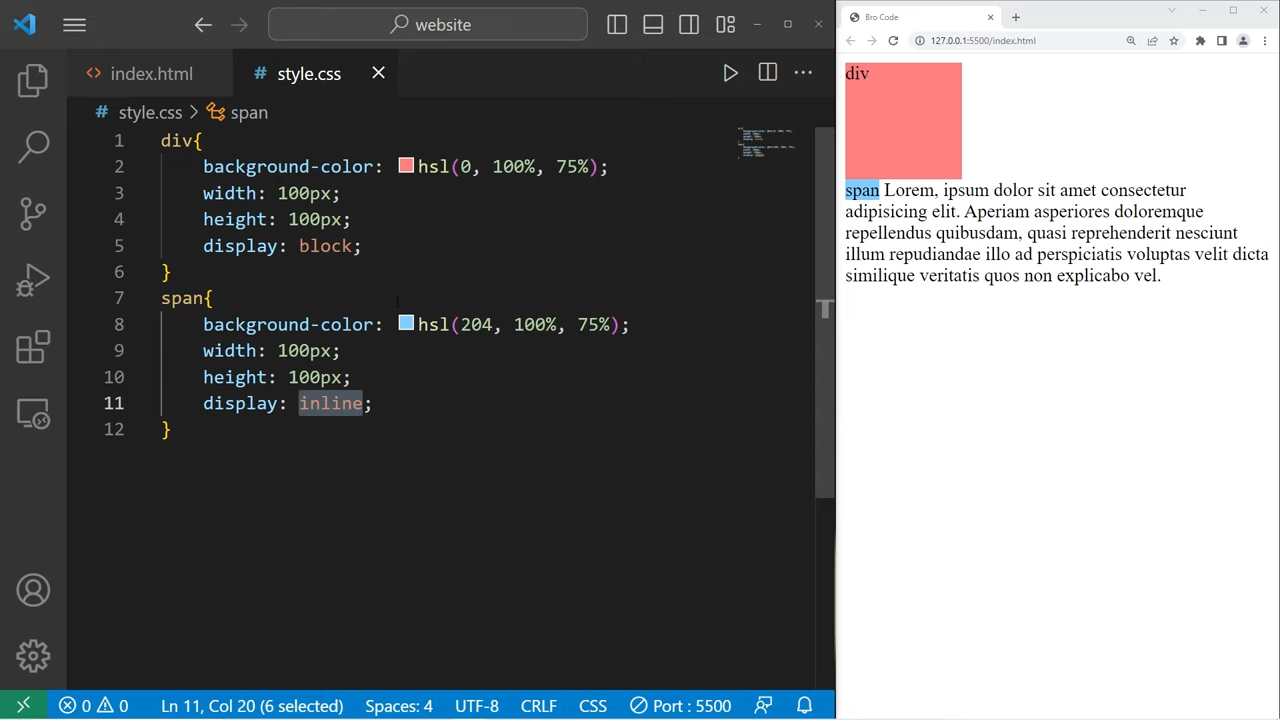 website
index.html
# style.css
# style.css > span
1 div{
2 background-color: hsl(0, 100%, 75%);
3 width: 100px;
4 height: 100px;
5 display: block;
6 }
7 span{
8 background-color: hsl(204, 100%, 75%);
9 width: 100px;
10 height: 100px;
11 display: inline;
12 }
0 0 Ln 11, Col 20 (6 selected) Spaces: 4 UTF-8 CRLF CSS Port : 5500
Bro Code
127.0.0.1:5500/index.html
div
span Lorem, ipsum dolor sit amet consectetur
adipisicing elit. Aperiam asperiores doloremque
repellendus quibusdam, quasi reprehenderit nesciunt
illum repudiandae illo ad perspiciatis voluptas velit dicta
similique veritatis quos non explicabo vel.